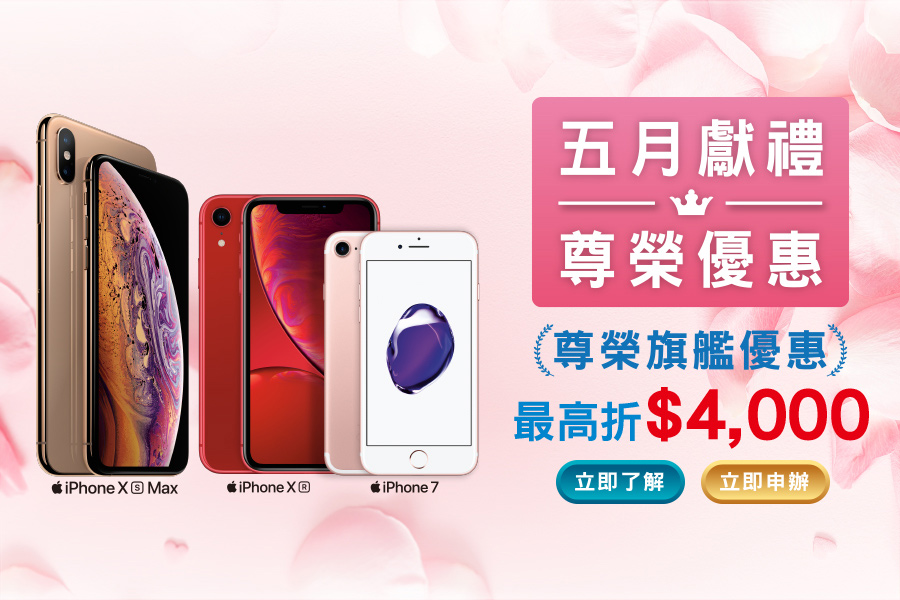 五月獻禮
尊榮優惠
尊榮旗艦優惠
最高折$4,000
立即了解
立即申辦
iPhone XS Max
iPhone XR
iPhone 7